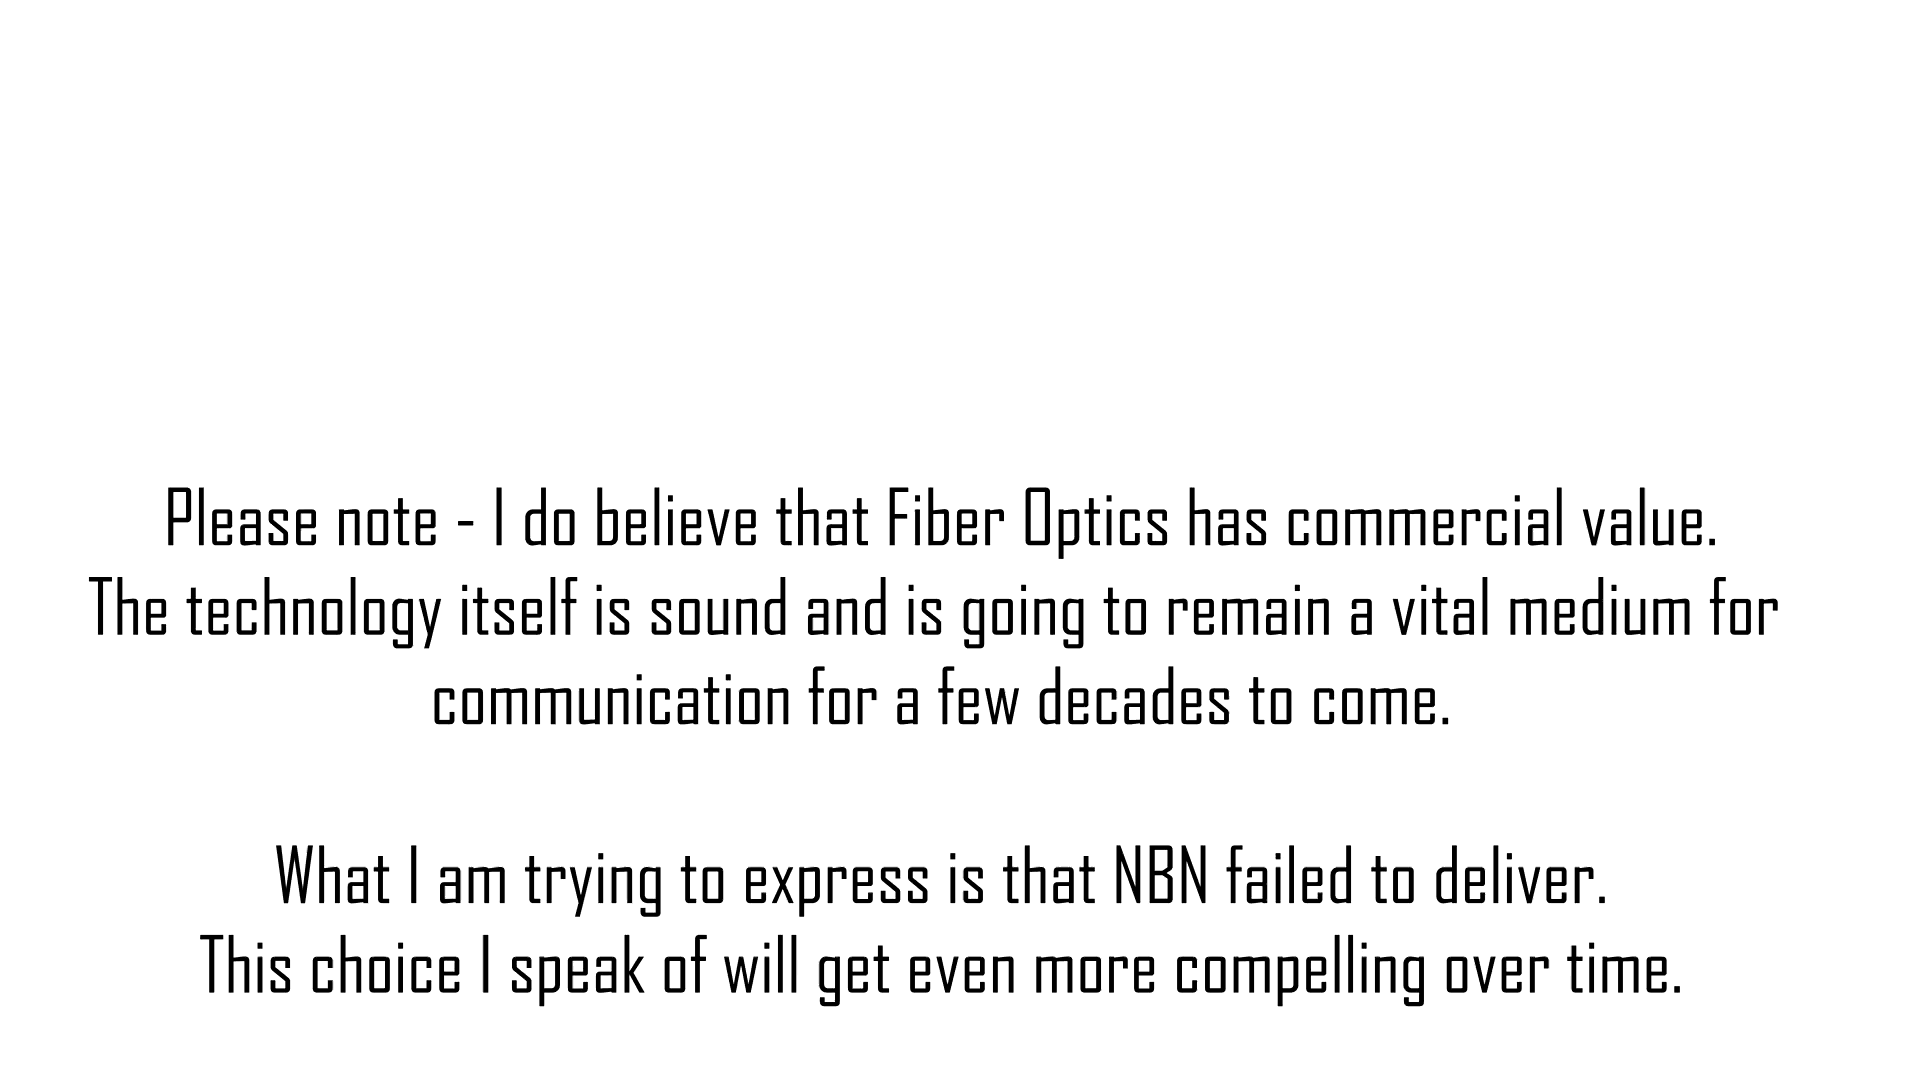 Please note - I do believe that Fiber Optics has commercial value.
The technology itself is sound and is going to remain a vital medium for
communication for a few decades to come.
What I am trying to express is that NBN failed to deliver.
This choice I speak of will get even more compelling over time.